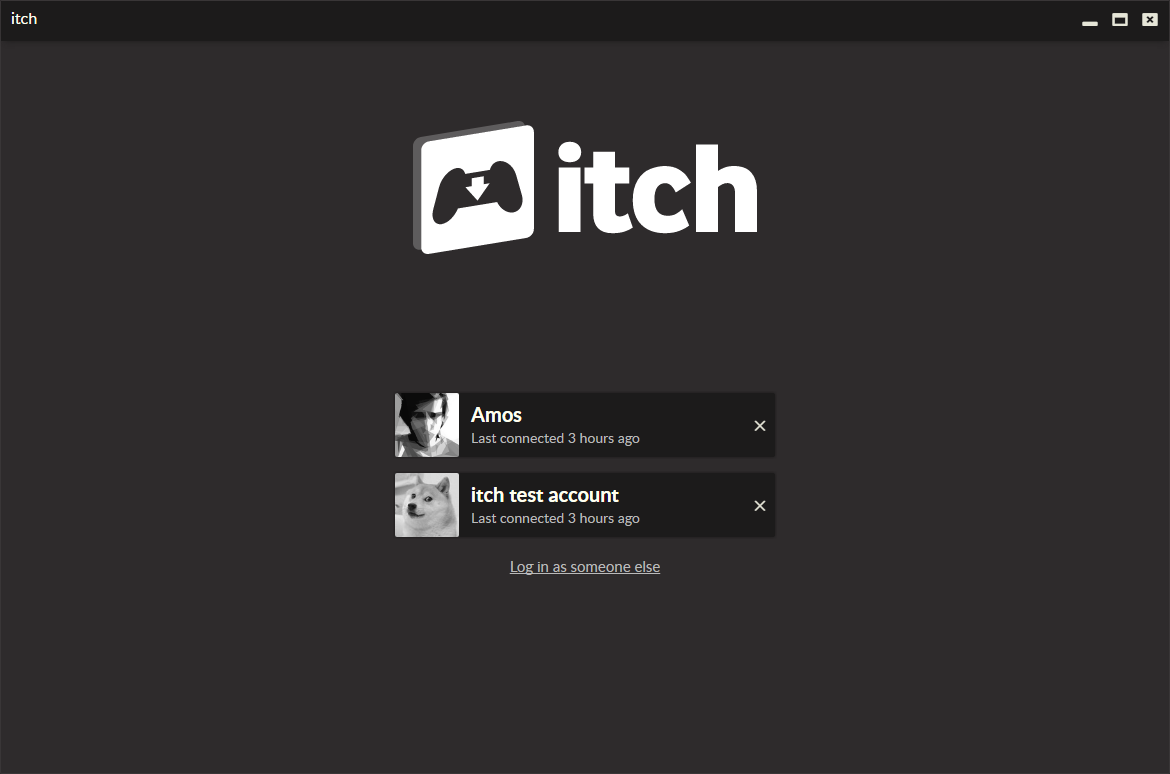 itch
itch
Amos
Last connected 3 hours ago
itch test account
Last connected 3 hours ago
Log in as someone else